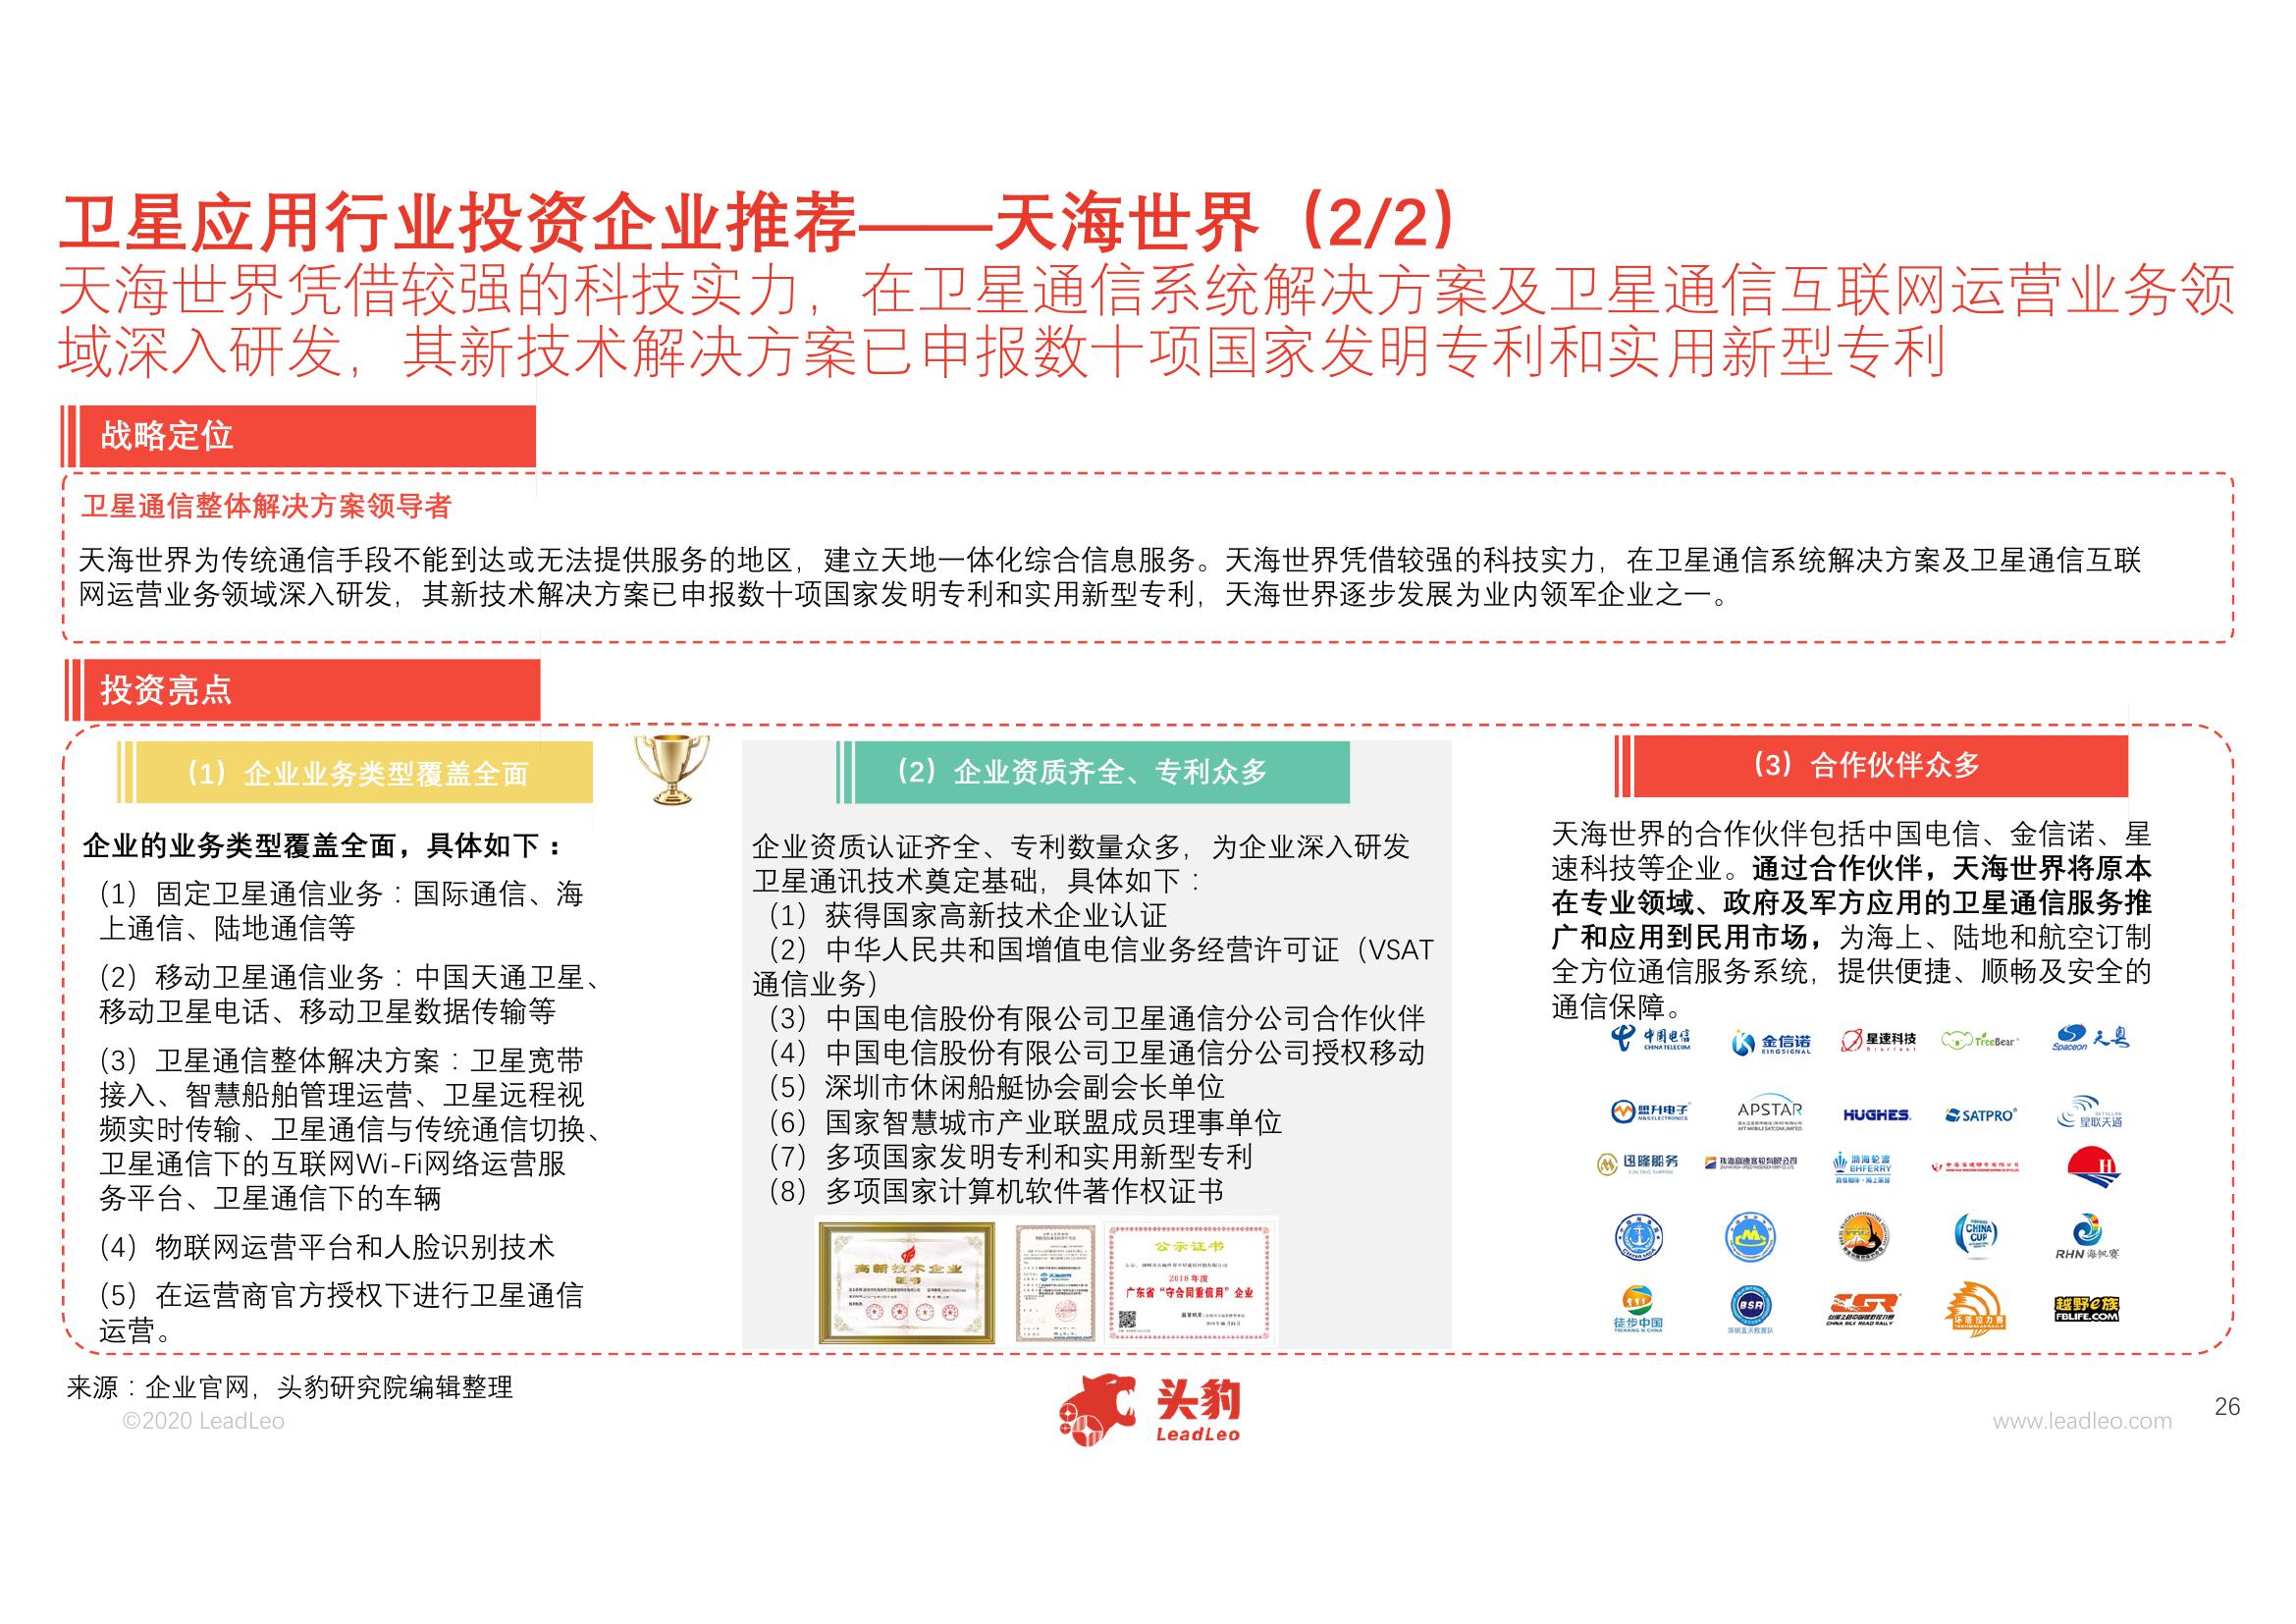 卫星应用行业投资企业推荐——天海世界（2/2）
天海世界凭借较强的科技实力，在卫星通信系统解决方案及卫星通信互联网运营业务领
域深入研发，其新技术解决方案已申报数十项国家发明专利和实用新型专利
战略定位
卫星通信整体解决方案领导者
天海世界为传统通信手段不能到达或无法提供服务的地区，建立天地一体化综合信息服务。天海世界凭借较强的科技实力，在卫星通信系统解决方案及卫星通信互联
网运营业务领域深入研发，其新技术解决方案已申报数十项国家发明专利和实用新型专利，天海世界逐步发展为业内领军企业之一。
投资亮点
（1）企业业务类型覆盖全面
企业的业务类型覆盖全面，具体如下：
（1）固定卫星通信业务：国际通信、海
上通信、陆地通信等
（2）移动卫星通信业务：中国天通卫星、
移动卫星电话、移动卫星数据传输等
（3）卫星通信整体解决方案：卫星宽带
接入、智慧船舶管理运营、卫星远程视
频实时传输、卫星通信与传统通信切换、
卫星通信下的互联网Wi-Fi网络运营服
务平台、卫星通信下的车辆
（4）物联网运营平台和人脸识别技术
（5）在运营商官方授权下进行卫星通信
运营。
（2）企业资质齐全、专利众多
企业资质认证齐全、专利数量众多，为企业深入研发
卫星通讯技术奠定基础，具体如下：
（1）获得国家高新技术企业认证
（2）中华人民共和国增值电信业务经营许可证（VSAT
通信业务）
（3）中国电信股份有限公司卫星通信分公司合作伙伴
（4）中国电信股份有限公司卫星通信分公司授权移动
（5）深圳市休闲船艇协会副会长单位
（6）国家智慧城市产业联盟成员理事单位
（7）多项国家发明专利和实用新型专利
（8）多项国家计算机软件著作权证书
高新技术企业
证书
公示证书
2018年度
广东省“守合同重信用”企业
（3）合作伙伴众多
天海世界的合作伙伴包括中国电信、金信诺、星
速科技等企业。通过合作伙伴，天海世界将原本
在专业领域、政府及军方应用的卫星通信服务推
广和应用到民用市场，为海上、陆地和航空订制
全方位通信服务系统，提供便捷、顺畅及安全的
通信保障。
中国电信
CHINA TELECOM
金信诺
KINGSIGNAL
星速科技
TreeBear
Spaceon
天奥
盟升电子
M&S ELECTRONICS
APSTAR
HUGHES
SATPRO
星联天通
迅隆船务
珠海高速客轮有限公司
渤海轮渡
BHFERRY
CHINA CUP
RHN 海帆赛
徒步中国
TREKKING IN CHINA
BSR
深圳蓝天救援队
CHINA SILK ROAD RALLY
环塔拉力赛
越野e族
FBLIFE.COM
来源：企业官网，头豹研究院编辑整理
©2020 LeadLeo
头豹
LeadLeo
www.leadleo.com
26